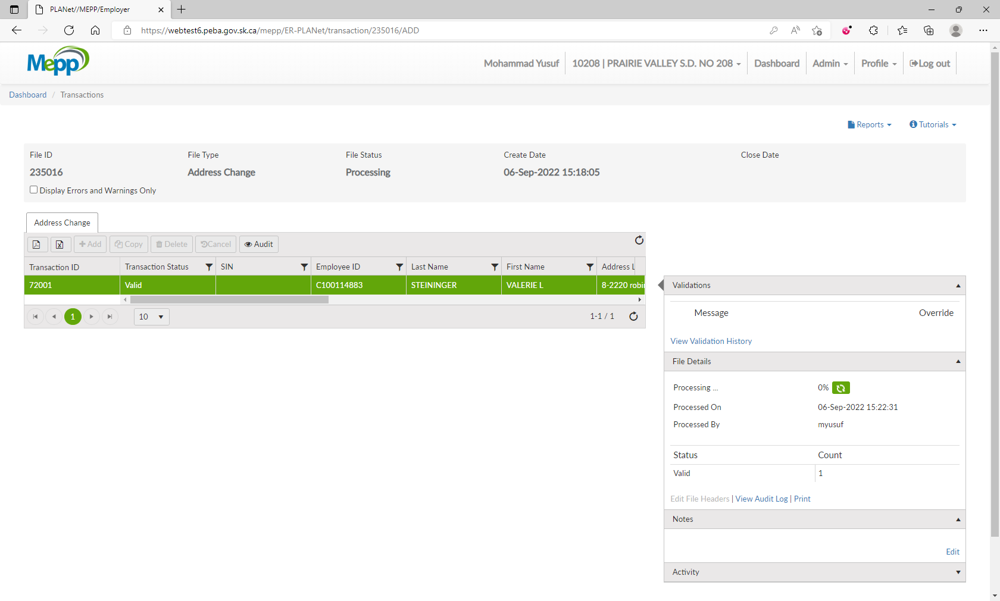 PLANet//MEPP/Employer
https://webtest6.peba.gov.sk.ca/mepp/ER-PLANet/transaction/235016/ADD
Mepp
Mohammad Yusuf 10208 | PRAIRIE VALLEY S.D. NO 208 Dashboard Admin Profile Log out
Dashboard / Transactions
Reports Tutorials
File ID File Type File Status Create Date Close Date
235016 Address Change Processing 06-Sep-2022 15:18:05
Display Errors and Warnings Only
Address Change
Add Copy Delete Cancel Audit
Transaction ID Transaction Status SIN Employee ID Last Name First Name Address L
72001 Valid C100114883 STEININGER VALERIE L 8-2220 robi
1 10 1-1 / 1
Validations
Message Override
View Validation History
File Details
Processing ... 0%
Processed On 06-Sep-2022 15:22:31
Processed By myusuf
Status Count
Valid 1
Edit File Headers | View Audit Log | Print
Notes
Edit
Activity